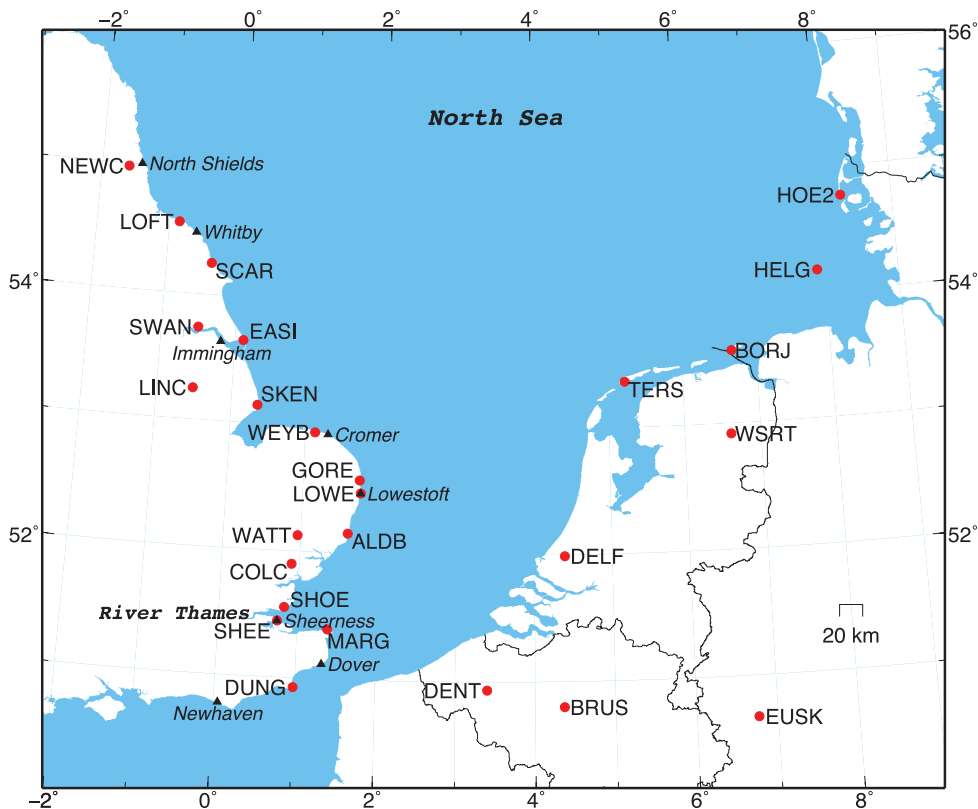 −2° 0° 2° 4° 6° 8°
56°
North Sea
NEWC North Shields
HOE2
LOFT Whitby
HELG
SCAR
54° 54°
SWAN EASI
Immingham
BORJ
LINC
TERS
SKEN
WEYB Cromer
WSRT
GORE
LOWE Lowestoft
52° 52°
WATT ALDB
DELF
COLC
SHOE
River Thames
SHEE Sheerness
MARG
20 km
Dover
DUNG
DENT
Newhaven
BRUS
EUSK
−2° 0° 2° 4° 6° 8°